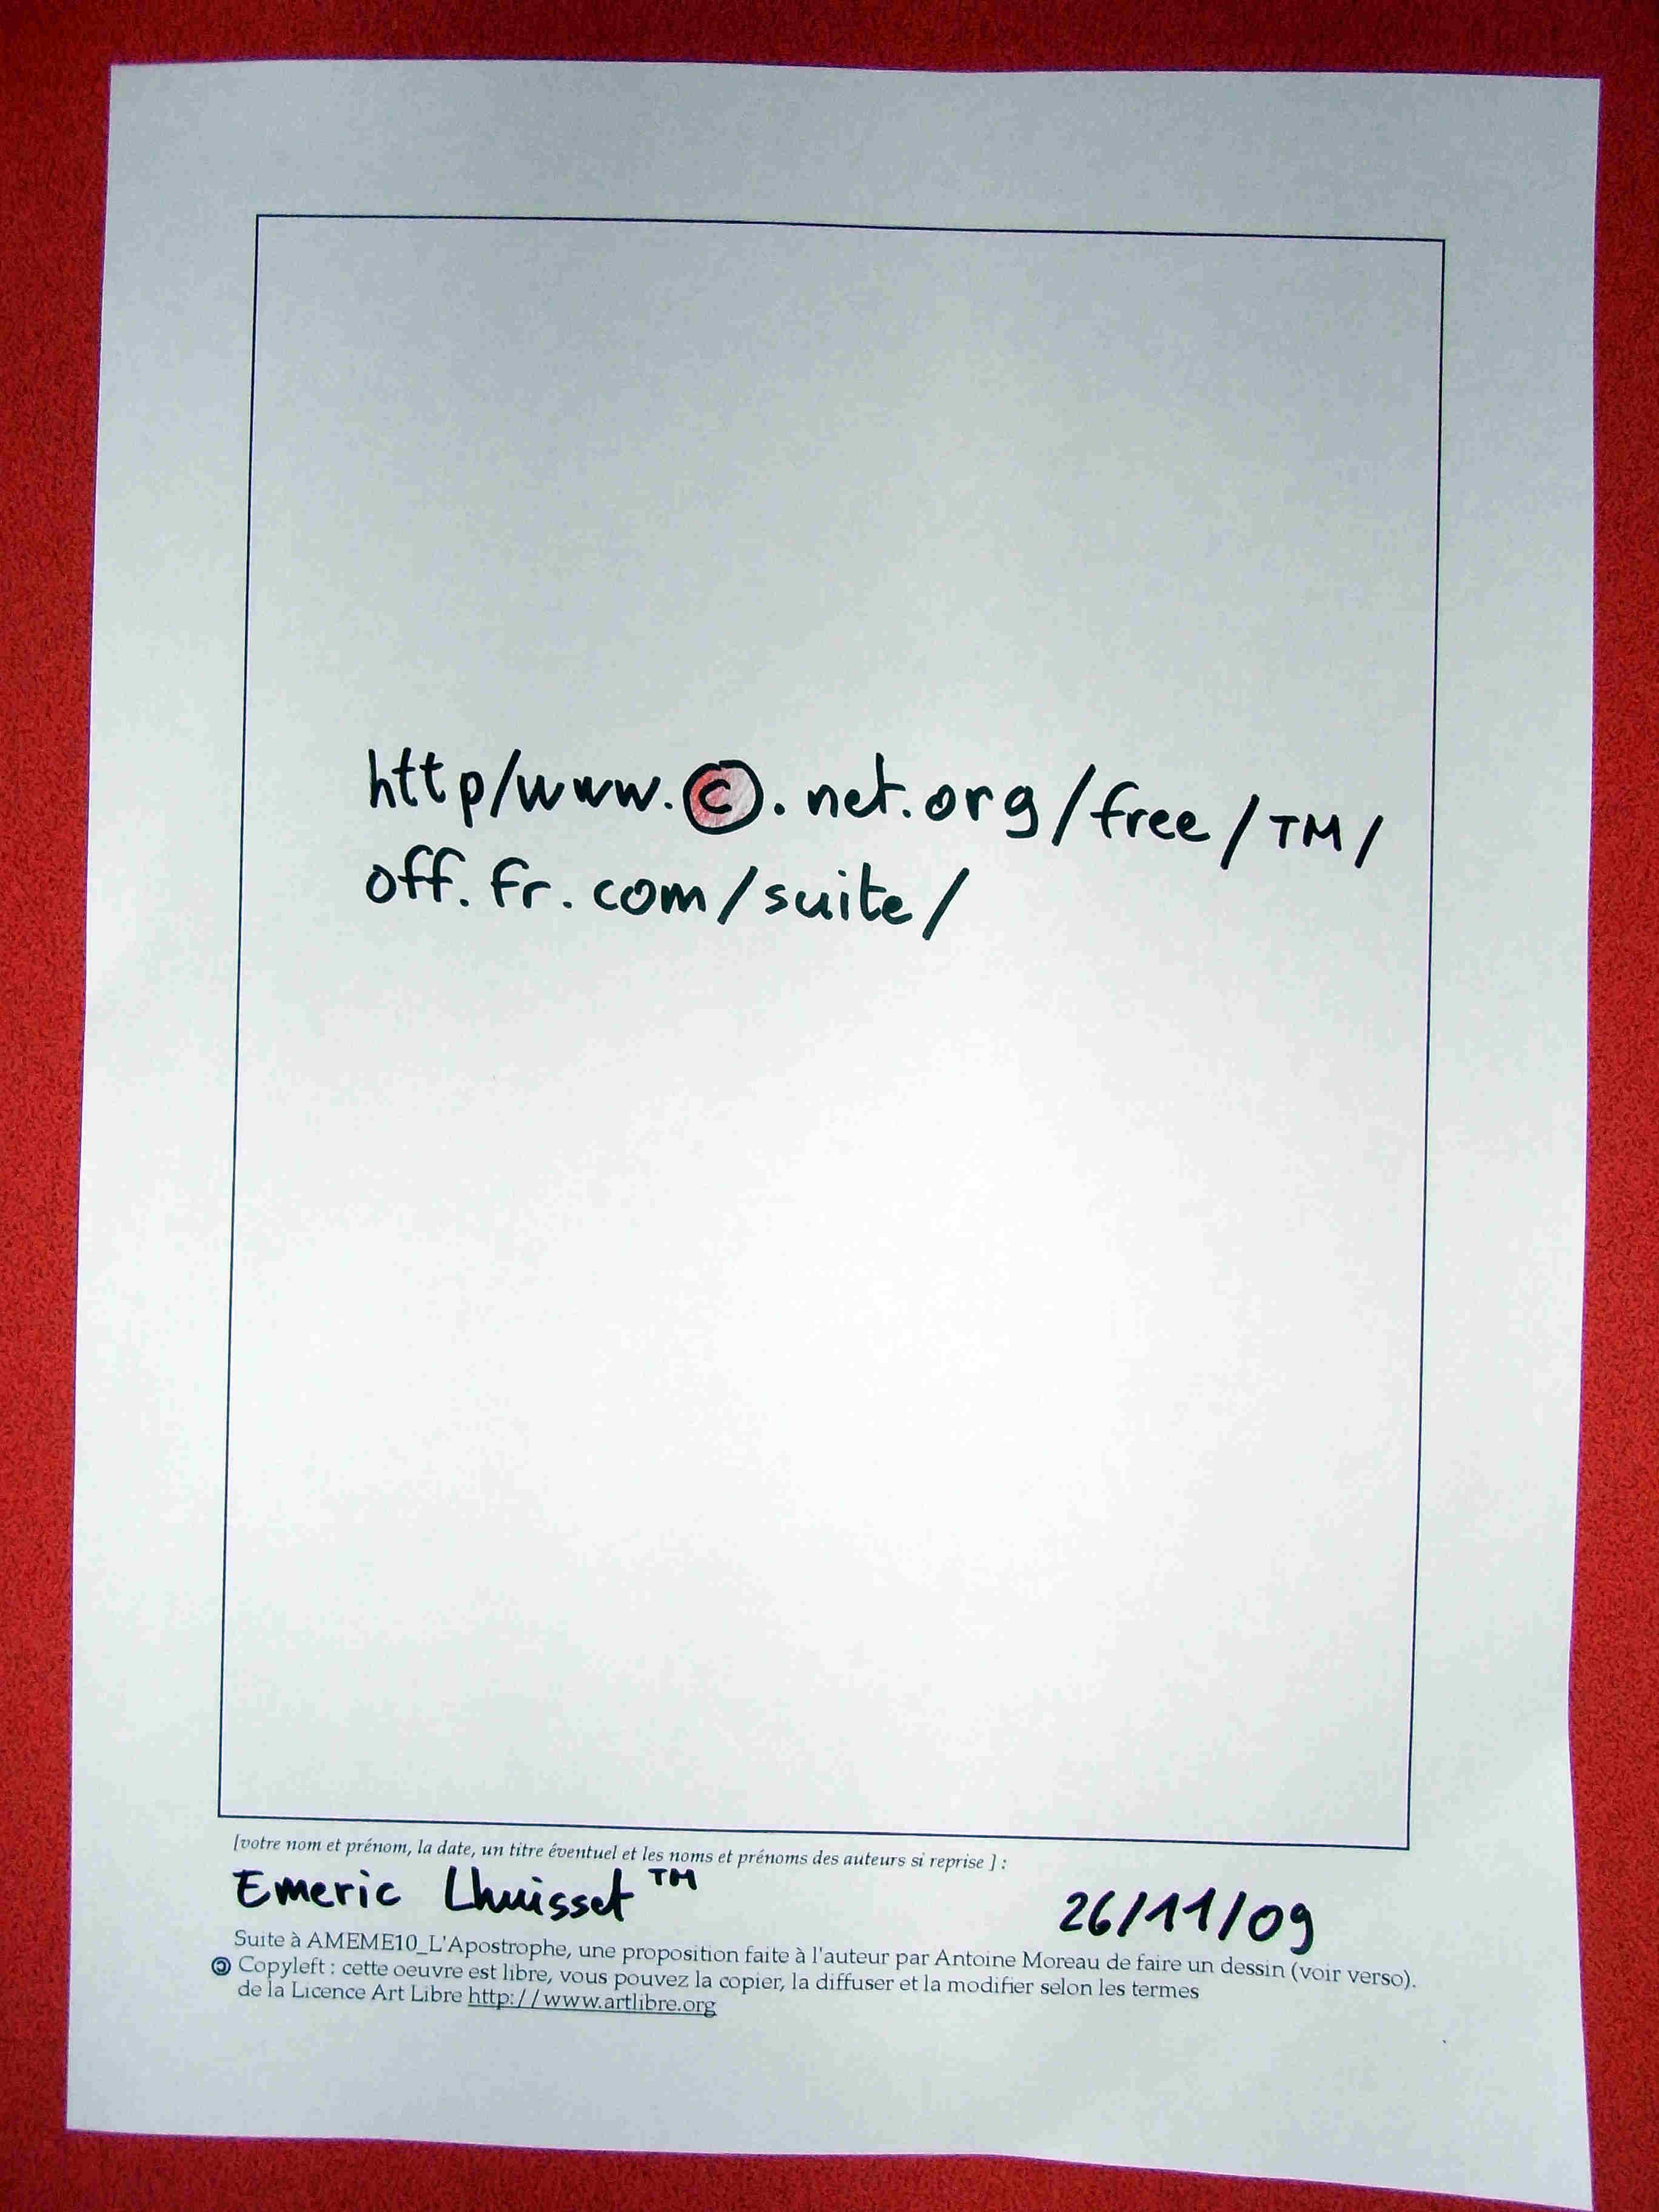 http/www.©.net.org/free/TM/
off.fr.com/suite/
[votre nom et prénom, la date, un titre éventuel et les noms et prénoms des auteurs si reprise ] :
Emeric Lhuisset™ 26/11/09
Suite à AMEME10_L'Apostrophe, une proposition faite à l'auteur par Antoine Moreau de faire un dessin (voir verso).
🄯 Copyleft : cette oeuvre est libre, vous pouvez la copier, la diffuser et la modifier selon les termes
de la Licence Art Libre http://www.artlibre.org